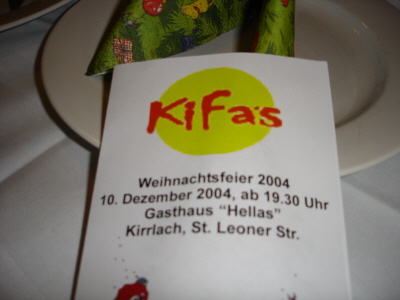 KiFa's
Weihnachtsfeier 2004
10. Dezember 2004, ab 19.30 Uhr
Gasthaus "Hellas"
Kirrlach, St. Leoner Str.